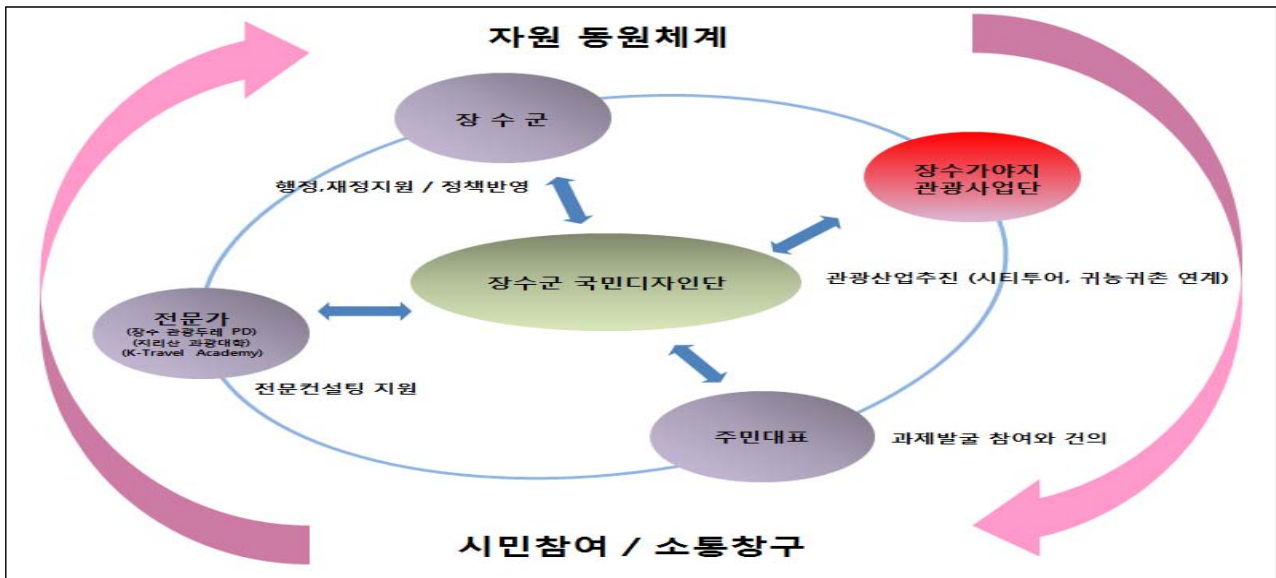 자원 동원체계
장 수 군
장수가야지
관광사업단
행정,재정지원 / 정책반영
장수군 국민디자인단
관광산업추진 (시티투어, 귀농귀촌 연계)
전문가
(장수 관광두레 PD)
(지리산 과광대학)
(K-Travel Academy)
전문컨설팅 지원
주민대표
과제발굴 참여와 건의
시민참여 / 소통창구